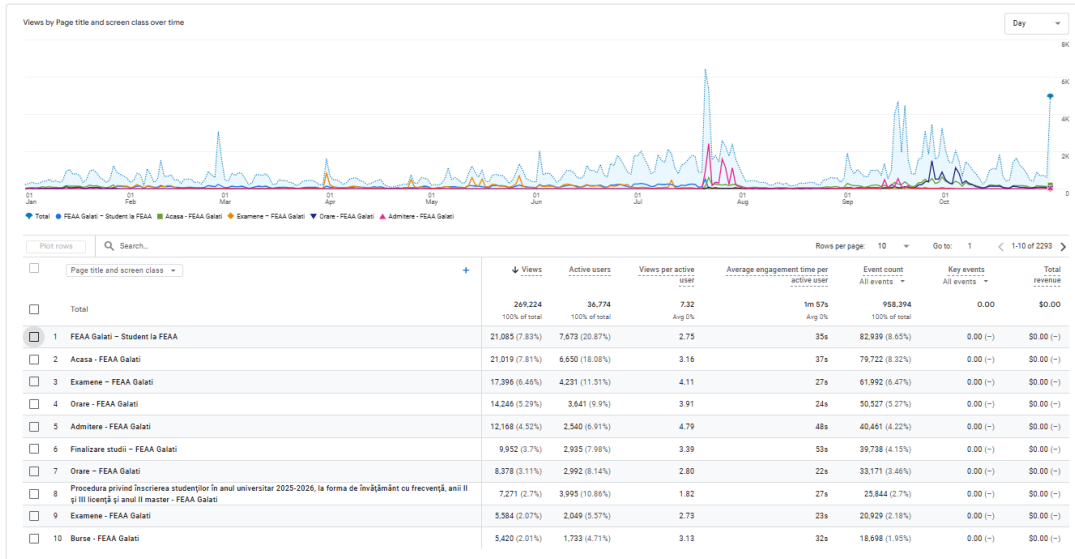 Views by Page title and screen class over time
Day
8K
6K
4K
2K
0
01 01 01 01 01 01 01 01 01 01
Jan Feb Mar Apr May Jun Jul Aug Sep Oct
Total FEAA Galati – Student la FEAA Acasa - FEAA Galati Examene – FEAA Galati Orare - FEAA Galati Admitere - FEAA Galati
Plot rows Search... Rows per page: 10 Go to: 1 1-10 of 2293
Page title and screen class + Views Active users Views per active user Average engagement time per active user Event count All events Key events All events Total revenue
Total 269,224 36,774 7.32 1m 57s 958,394 0.00 $0.00
100% of total 100% of total Avg 0% Avg 0% 100% of total
1 FEAA Galati – Student la FEAA 21,085 (7.83%) 7,673 (20.87%) 2.75 35s 82,939 (8.65%) 0.00 (–) $0.00 (–)
2 Acasa - FEAA Galati 21,019 (7.81%) 6,650 (18.08%) 3.16 37s 79,722 (8.32%) 0.00 (–) $0.00 (–)
3 Examene – FEAA Galati 17,396 (6.46%) 4,231 (11.51%) 4.11 27s 61,992 (6.47%) 0.00 (–) $0.00 (–)
4 Orare - FEAA Galati 14,246 (5.29%) 3,641 (9.9%) 3.91 24s 50,527 (5.27%) 0.00 (–) $0.00 (–)
5 Admitere - FEAA Galati 12,168 (4.52%) 2,540 (6.91%) 4.79 48s 40,461 (4.22%) 0.00 (–) $0.00 (–)
6 Finalizare studii – FEAA Galati 9,952 (3.7%) 2,935 (7.98%) 3.39 53s 39,738 (4.15%) 0.00 (–) $0.00 (–)
7 Orare – FEAA Galati 8,378 (3.11%) 2,992 (8.14%) 2.80 22s 33,171 (3.46%) 0.00 (–) $0.00 (–)
8 Procedura privind înscrierea studenților în anul universitar 2025-2026, la forma de învățământ cu frecvență, anii II și III licență și anul II master - FEAA Galati 7,271 (2.7%) 3,995 (10.86%) 1.82 27s 25,844 (2.7%) 0.00 (–) $0.00 (–)
9 Examene - FEAA Galati 5,584 (2.07%) 2,049 (5.57%) 2.73 23s 20,929 (2.18%) 0.00 (–) $0.00 (–)
10 Burse - FEAA Galati 5,420 (2.01%) 1,733 (4.71%) 3.13 32s 18,698 (1.95%) 0.00 (–) $0.00 (–)